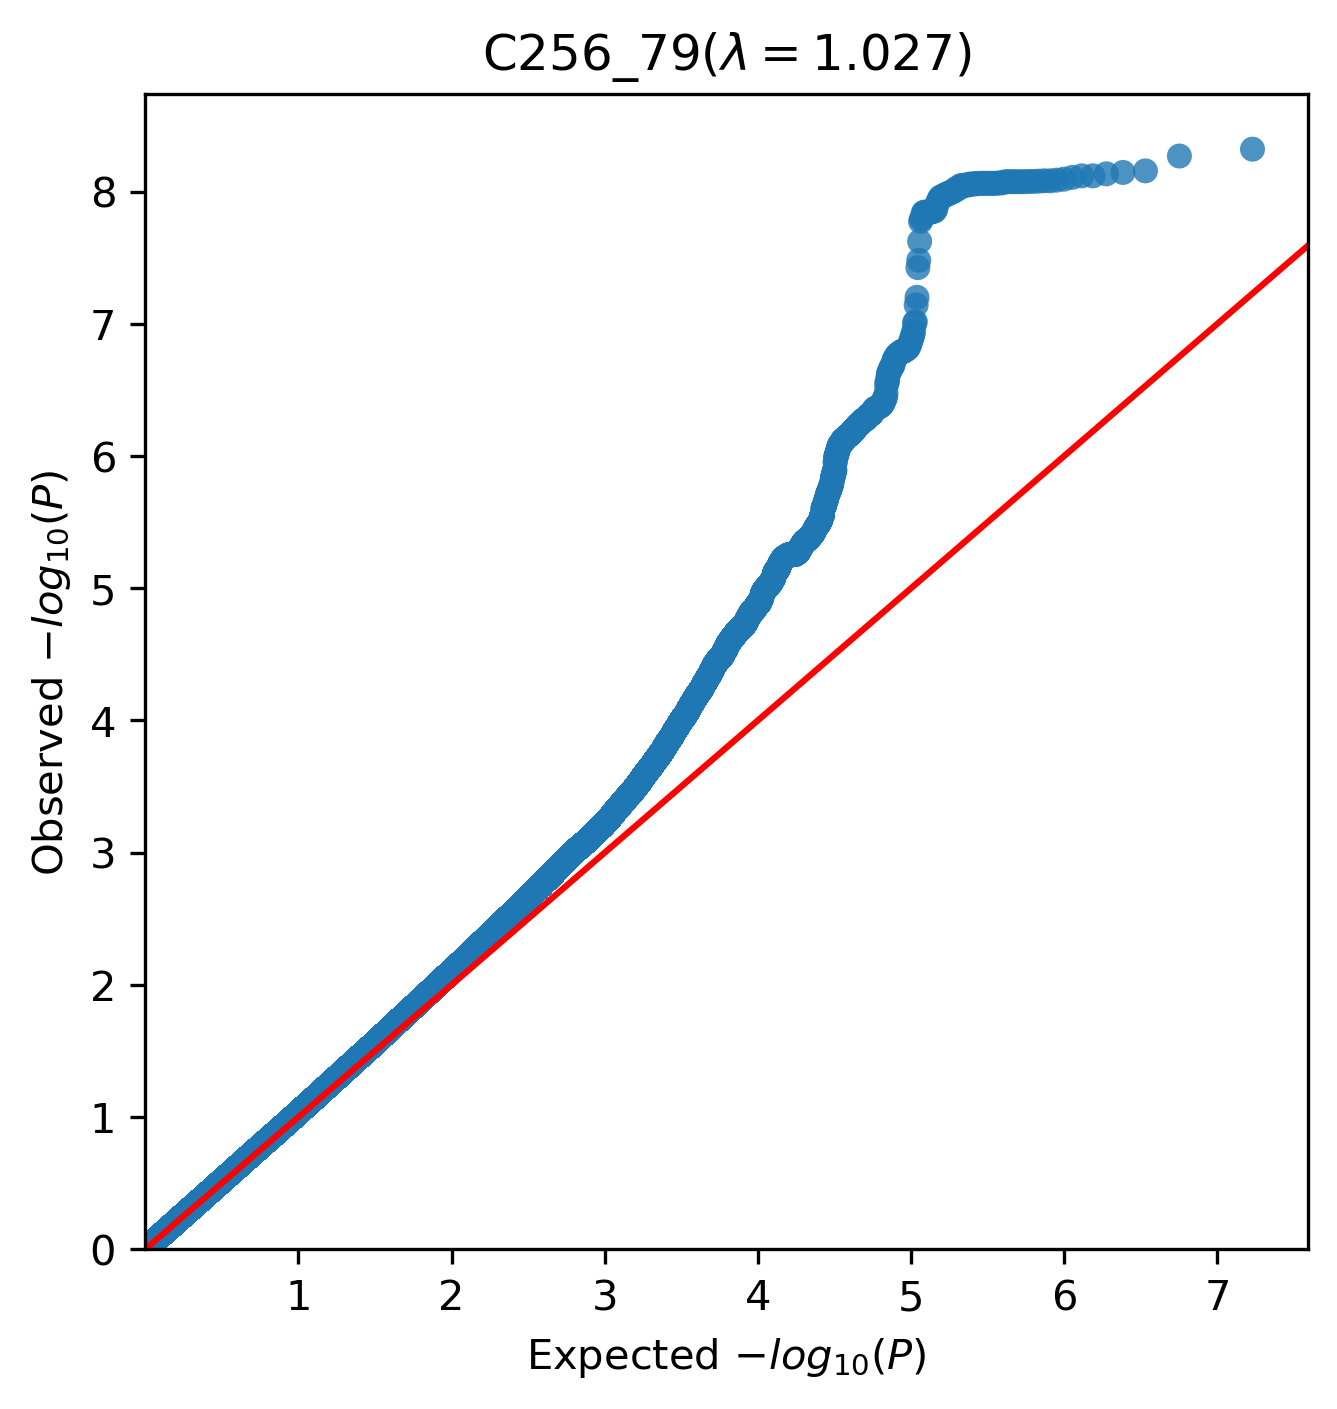 C256_79(λ = 1.027)
Observed −log10(P)
8
7
6
5
4
3
2
1
0
1 2 3 4 5 6 7
Expected −log10(P)